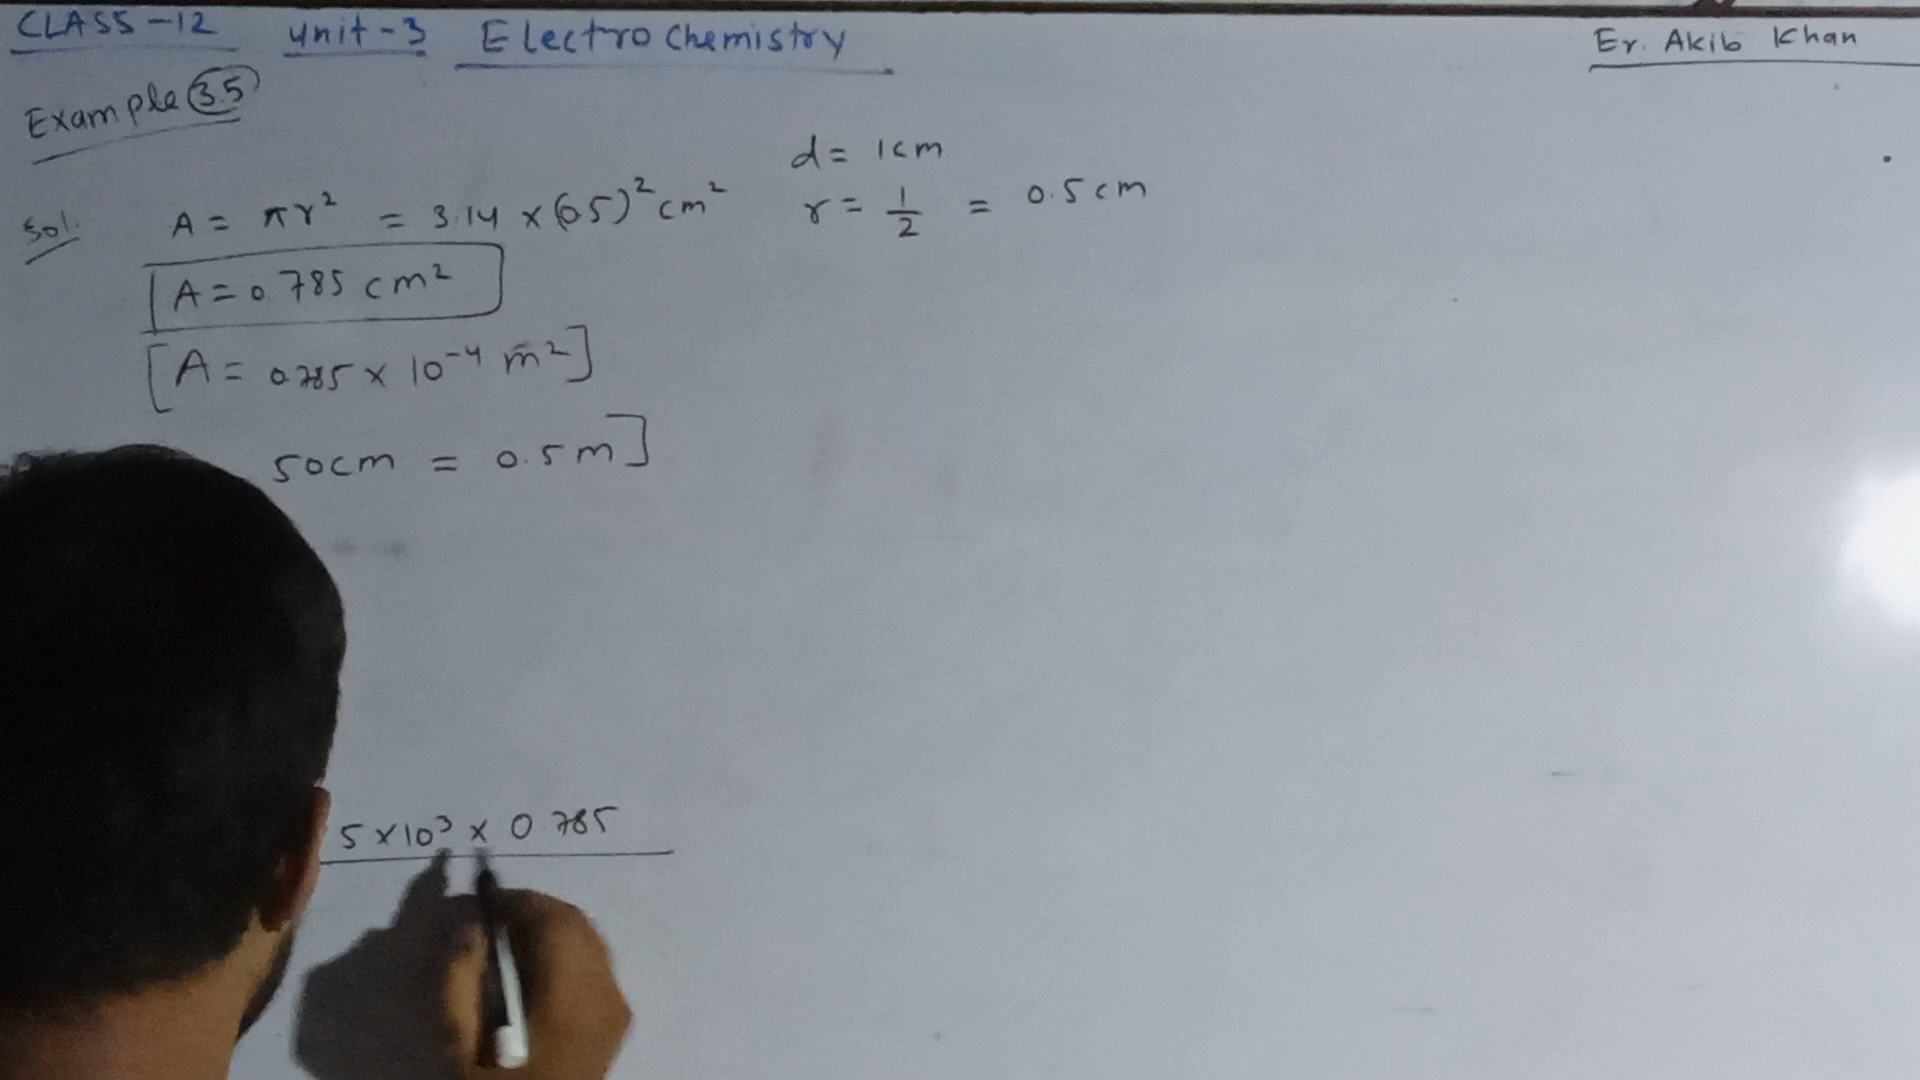 CLASS-12 unit-3 Electro Chemistry Er. Akib Khan
Example 3.5
d = 1cm
Sol. A = πr² = 3.14 × (0.5)² cm² r = 1/2 = 0.5 cm
A = 0.785 cm²
[A = 0.785 × 10⁻⁴ m²]
50cm = 0.5m]
5 × 10³ × 0.785